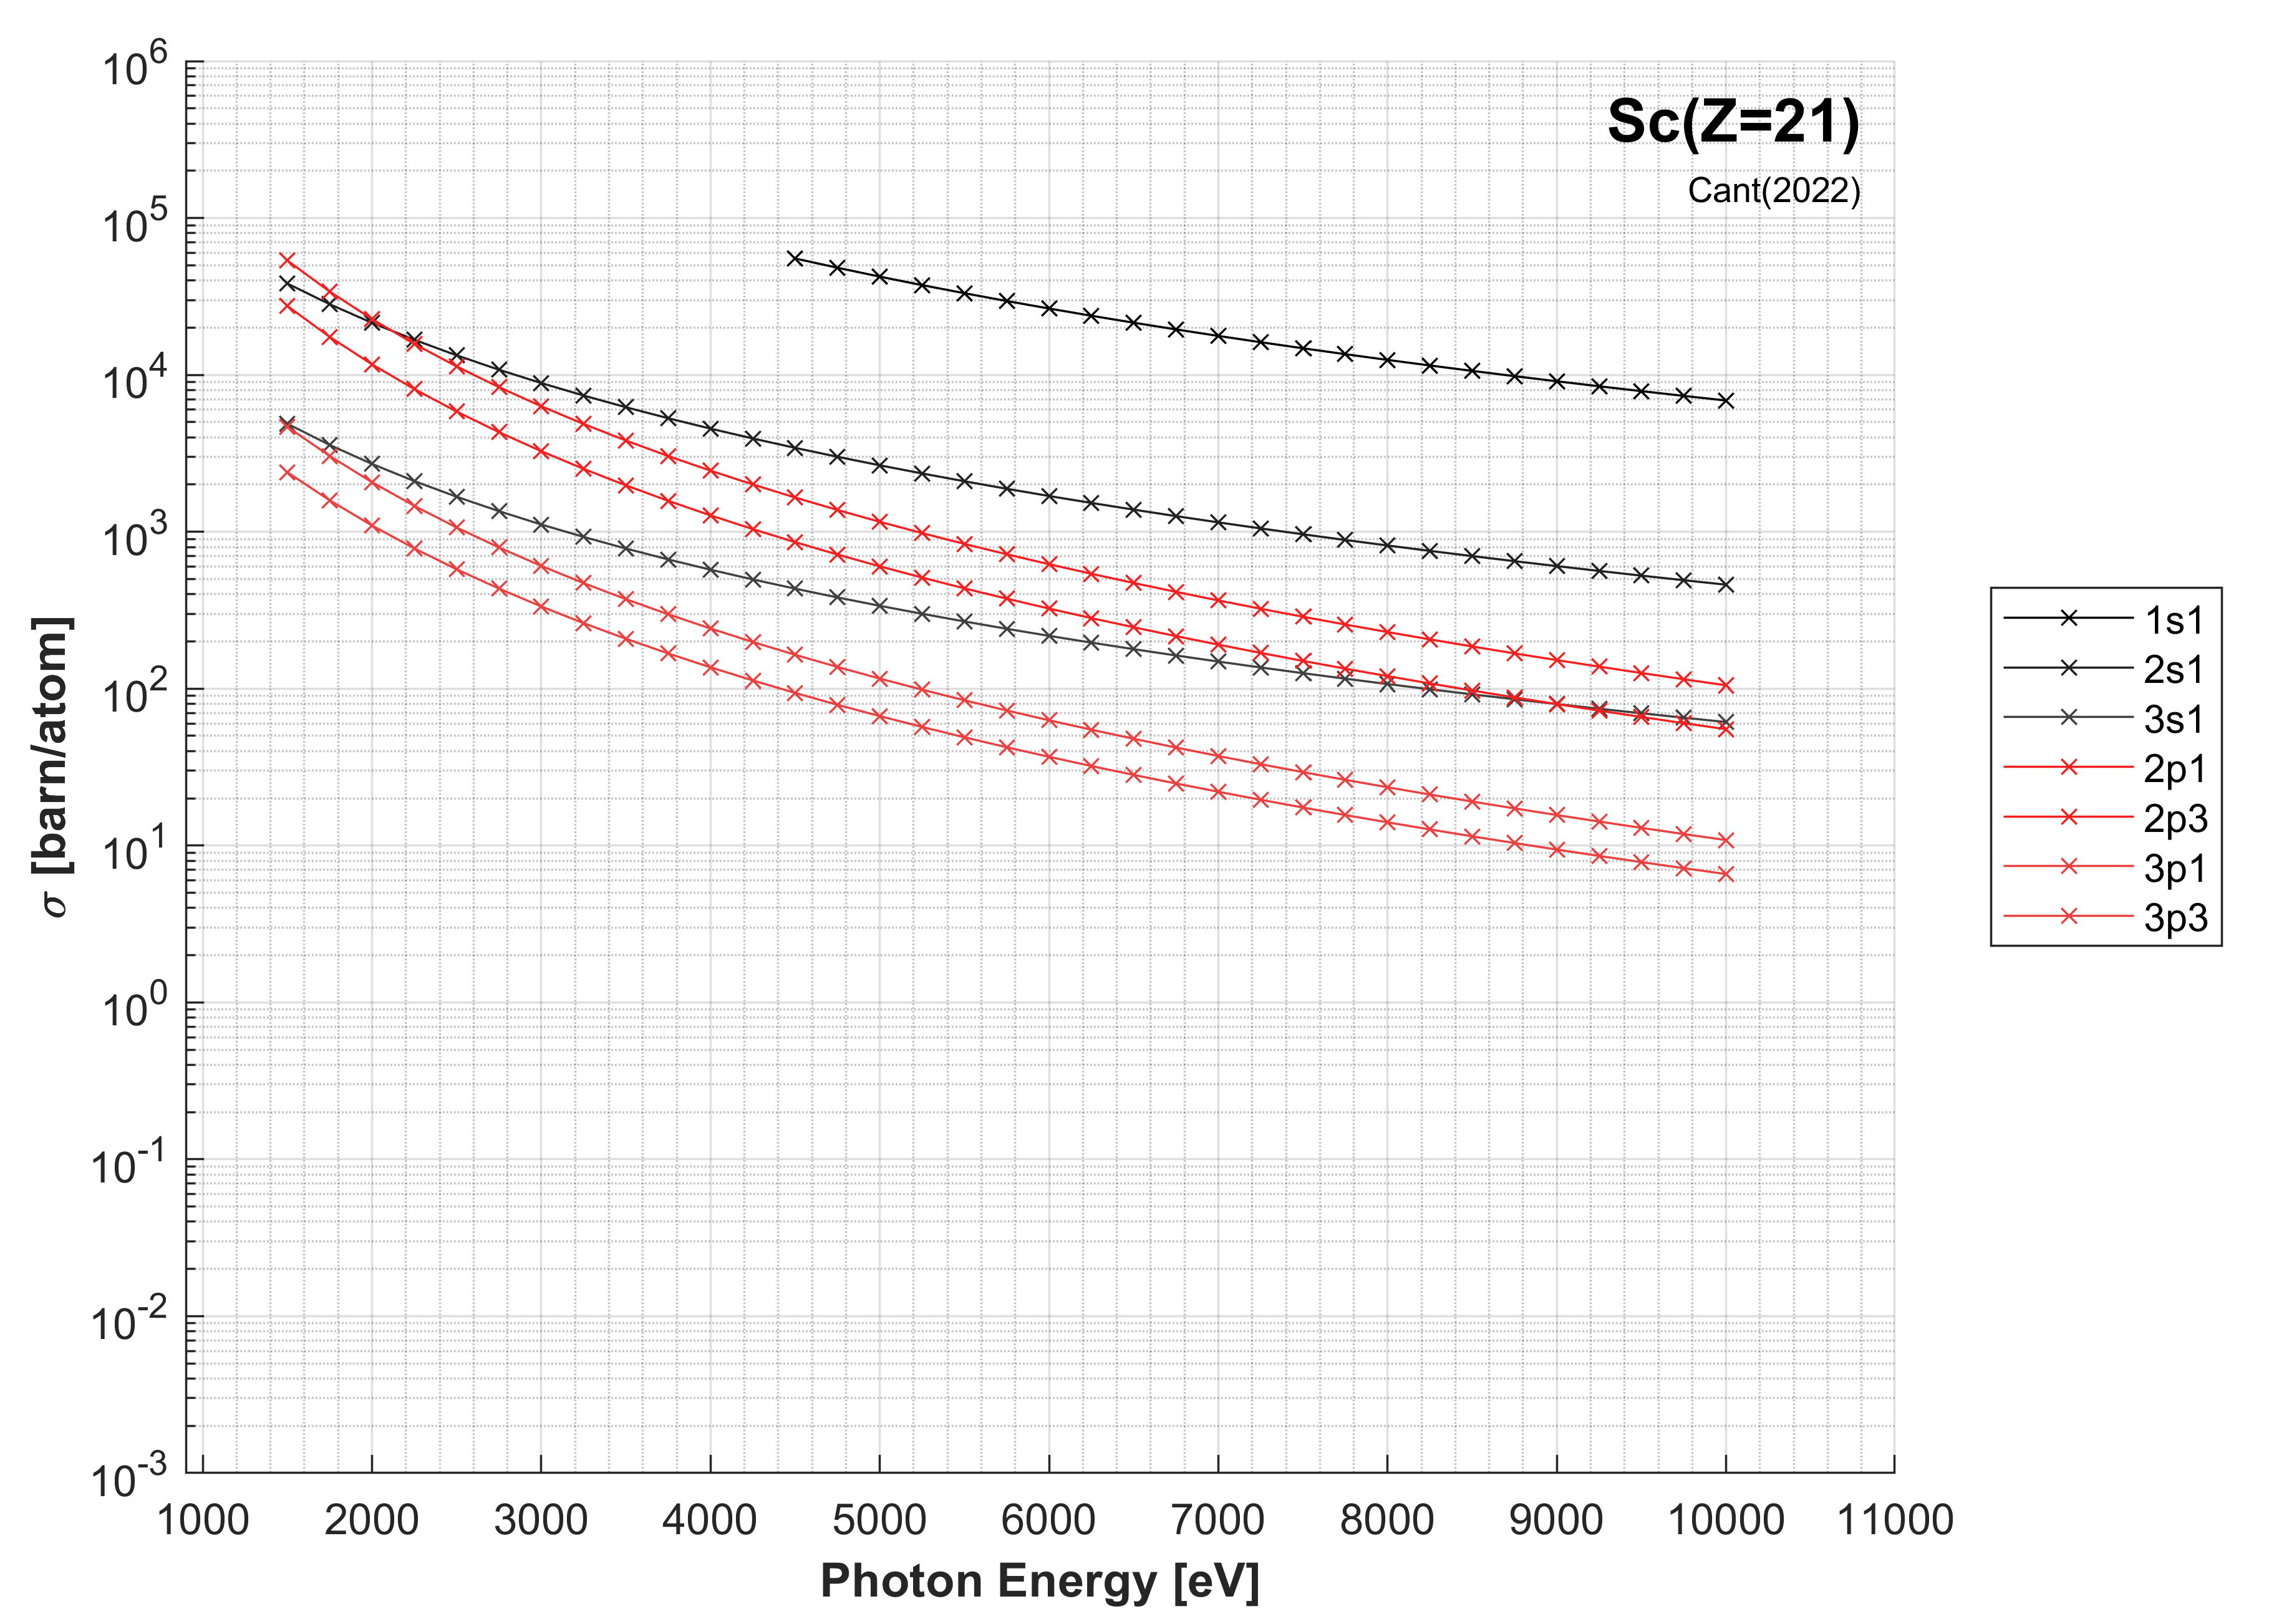 Sc(Z=21)
Cant(2022)
10^6
10^5
10^4
10^3
10^2
10^1
10^0
10^-1
10^-2
10^-3
σ [barn/atom]
1000 2000 3000 4000 5000 6000 7000 8000 9000 10000 11000
Photon Energy [eV]
1s1
2s1
3s1
2p1
2p3
3p1
3p3